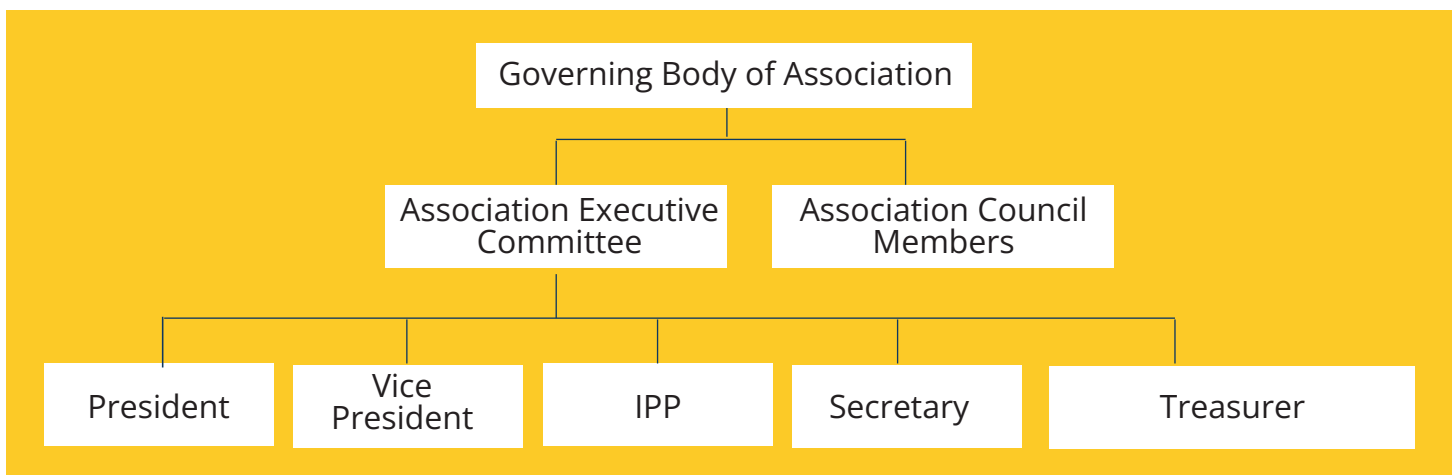 Governing Body of Association
Association Executive
Committee
Association Council
Members
President
Vice
President
IPP
Secretary
Treasurer